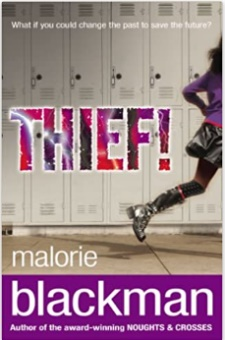 What if you could change the past to save the future?
THIEF!
malorie
blackman
Author of the award-winning NOUGHTS & CROSSES